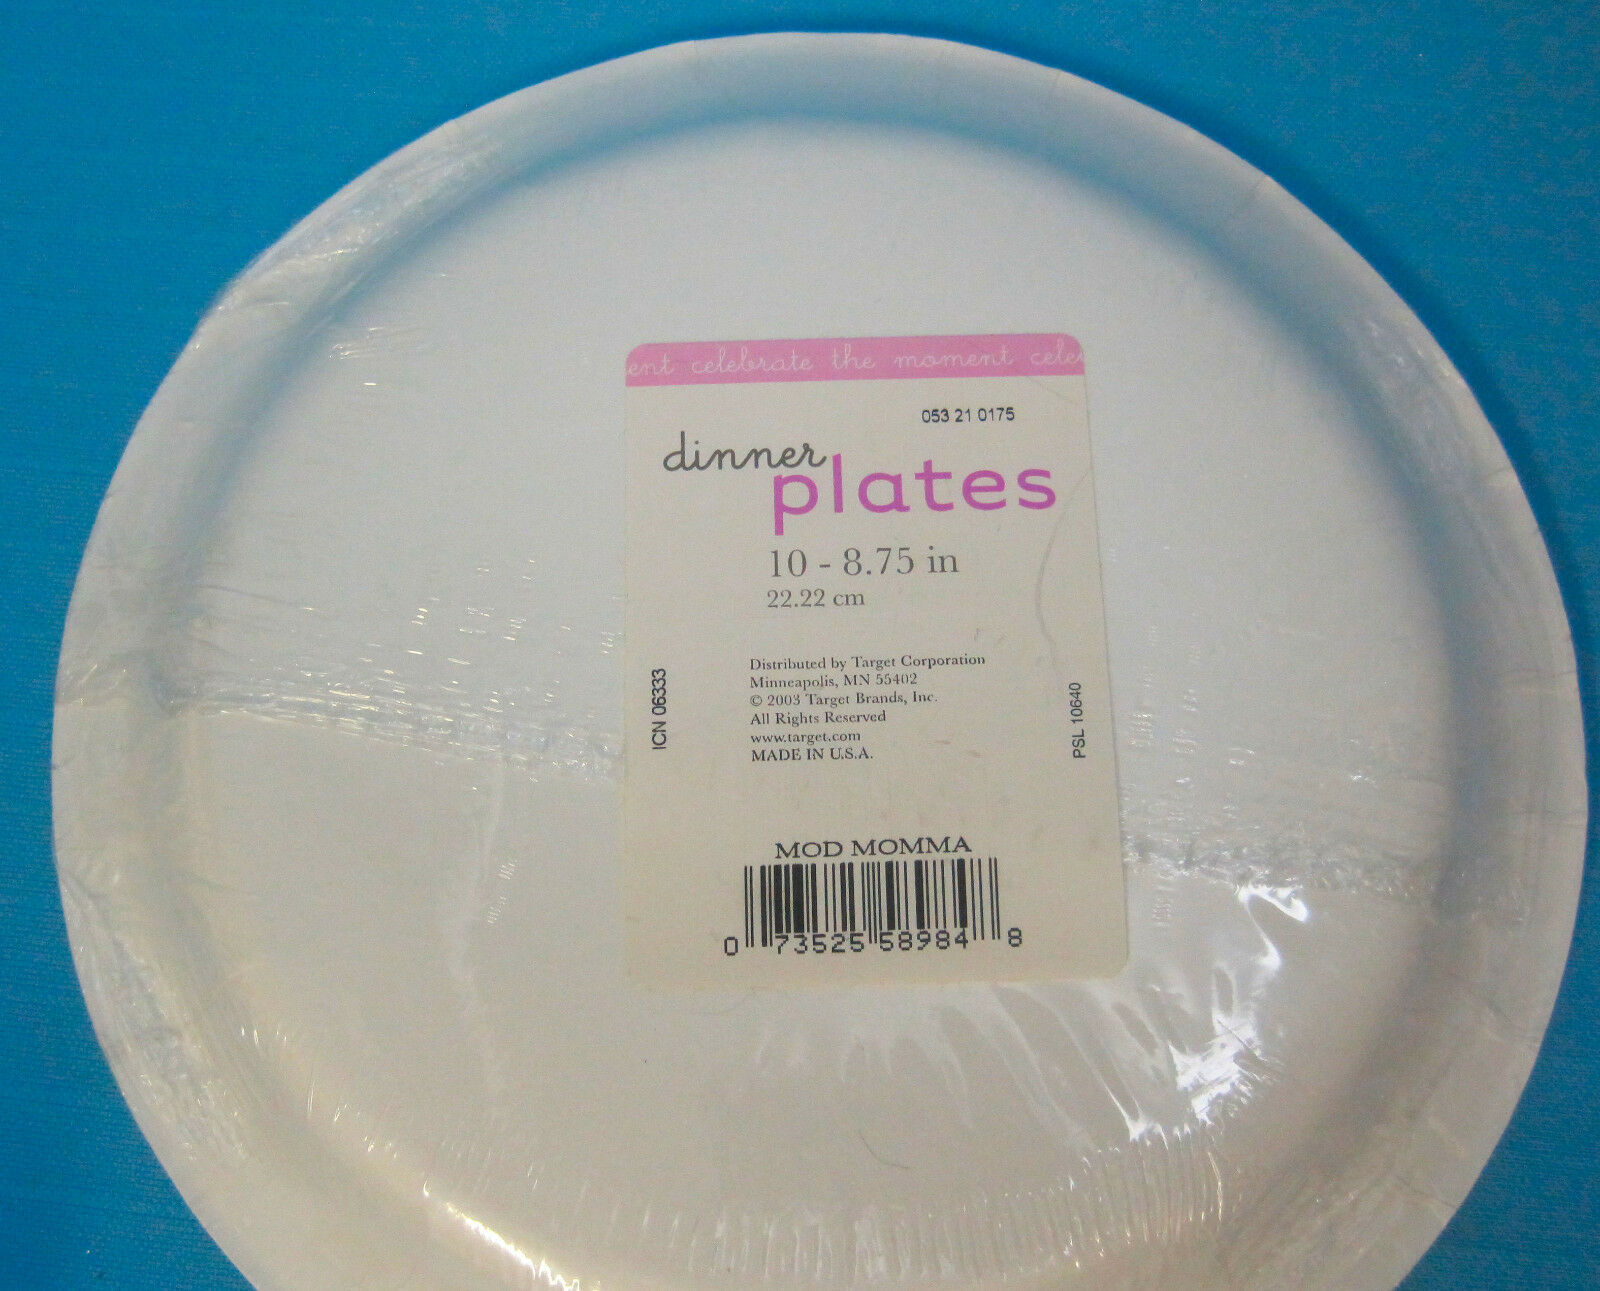 ent celebrate the moment cele
053 21 0175
dinner
plates
10 - 8.75 in
22.22 cm
Distributed by Target Corporation
Minneapolis, MN 55402
© 2003 Target Brands, Inc.
All Rights Reserved
www.target.com
MADE IN U.S.A.
ICN 06333
PSL 10640
MOD MOMMA
0 73525 58984 8